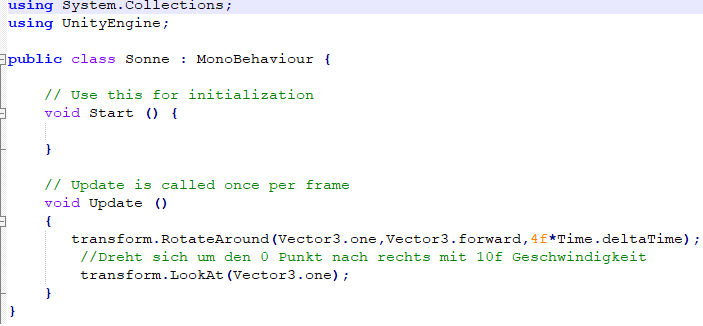 using System.Collections;
using UnityEngine;
public class Sonne : MonoBehaviour {
// Use this for initialization
void Start () {
}
// Update is called once per frame
void Update ()
{
transform.RotateAround(Vector3.one,Vector3.forward,4f*Time.deltaTime);
//Dreht sich um den 0 Punkt nach rechts mit 10f Geschwindigkeit
transform.LookAt(Vector3.one);
}
}